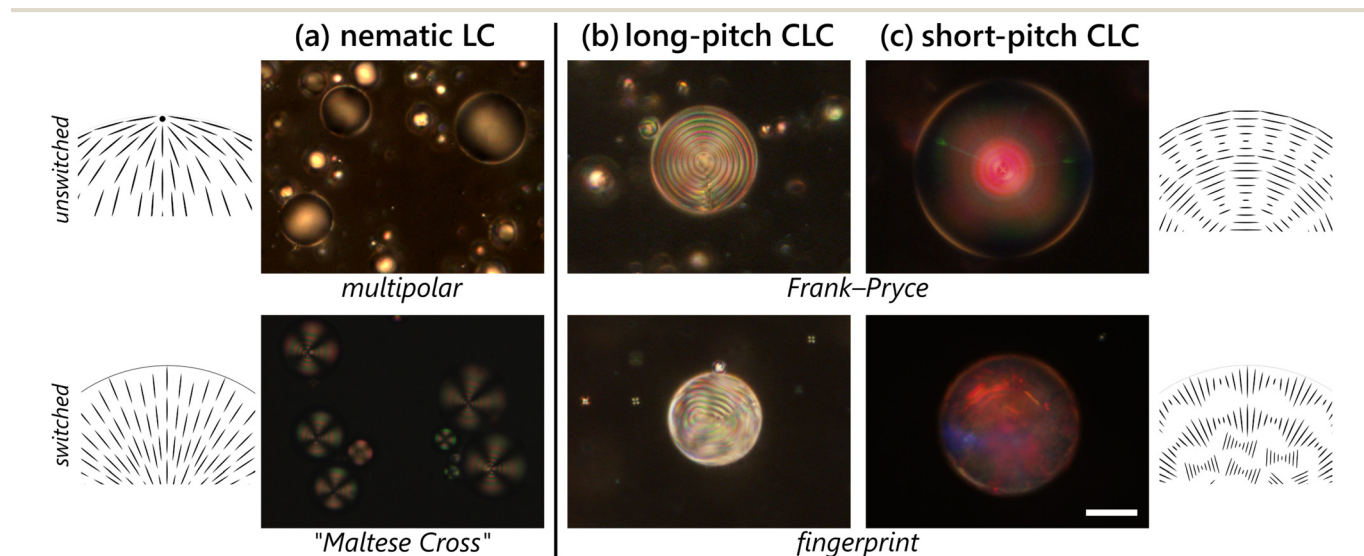 (a) nematic LC
(b) long-pitch CLC
(c) short-pitch CLC
unswitched
multipolar
Frank–Pryce
switched
"Maltese Cross"
fingerprint